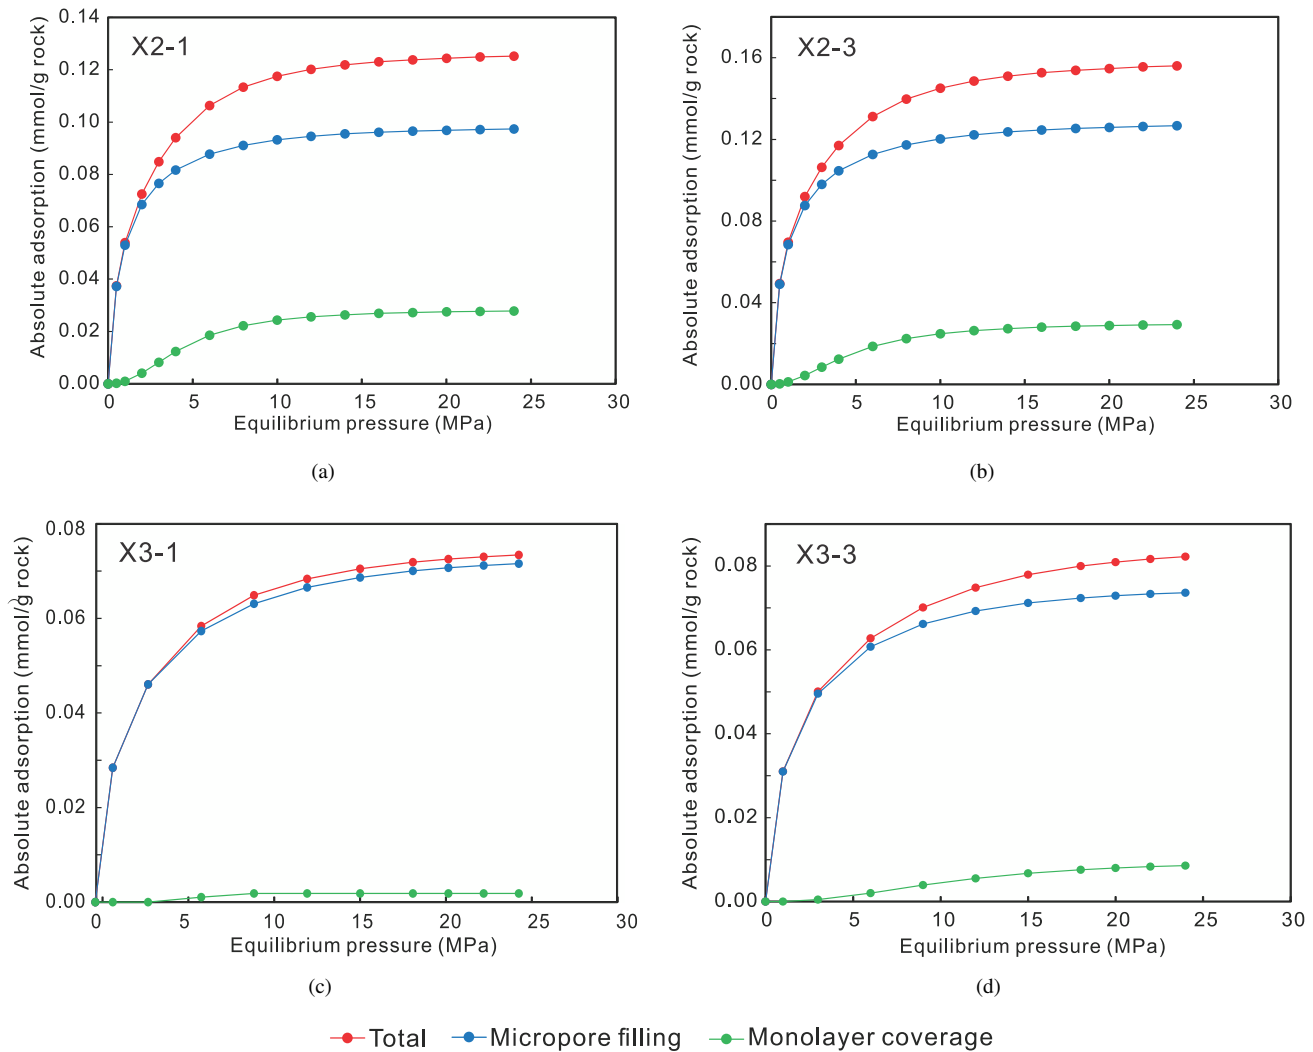 X2-1
Absolute adsorption (mmol/g rock)
0.14
0.12
0.10
0.08
0.06
0.04
0.02
0.00
0 5 10 15 20 25 30
Equilibrium pressure (MPa)
(a)
X2-3
Absolute adsorption (mmol/g rock)
0.16
0.12
0.08
0.04
0.00
0 5 10 15 20 25 30
Equilibrium pressure (MPa)
(b)
X3-1
Absolute adsorption (mmol/g rock)
0.08
0.06
0.04
0.02
0.00
0 5 10 15 20 25 30
Equilibrium pressure (MPa)
(c)
X3-3
Absolute adsorption (mmol/g rock)
0.08
0.06
0.04
0.02
0.00
0 5 10 15 20 25 30
Equilibrium pressure (MPa)
(d)
Total Micropore filling Monolayer coverage